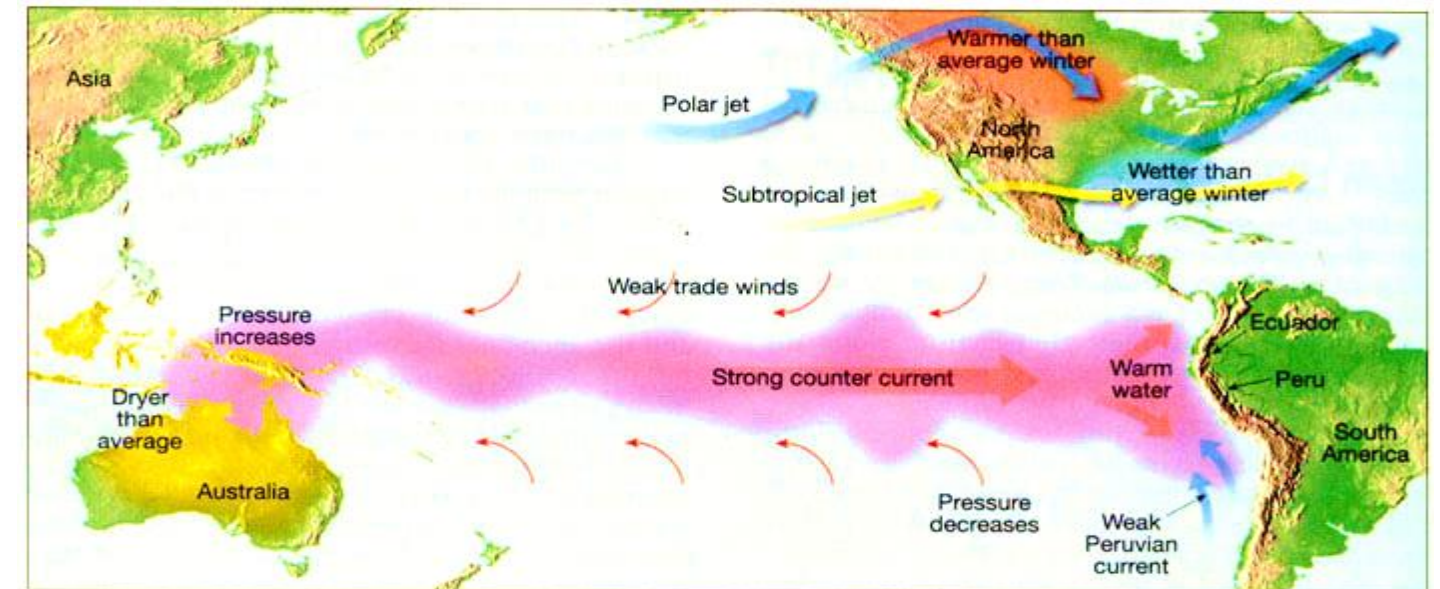 Warmer than
average winter
Asia
Polar jet
North
America
Subtropical jet
Wetter than
average winter
Weak trade winds
Pressure
increases
Ecuador
Strong counter current
Warm
water
Peru
Dryer
than
average
South
America
Australia
Pressure
decreases
Weak
Peruvian
current